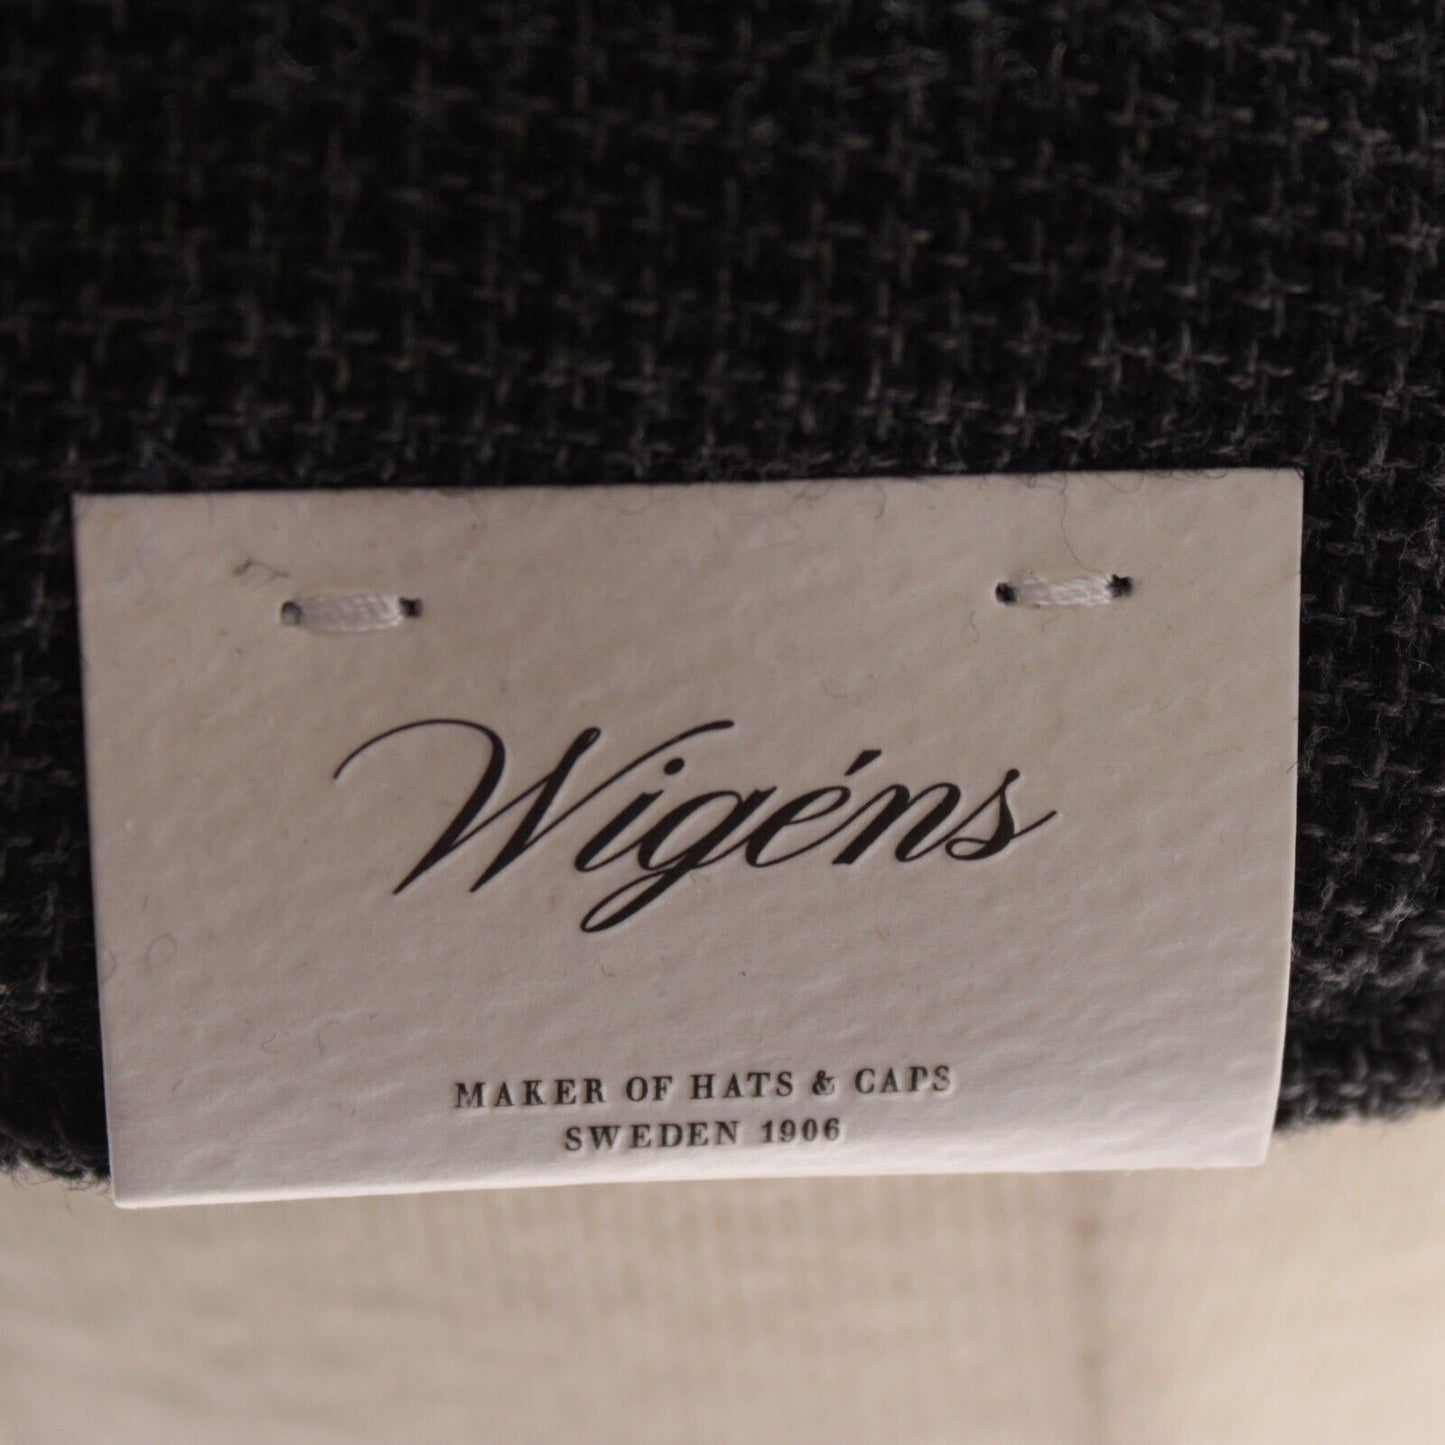 Wigéns
MAKER OF HATS & CAPS
SWEDEN 1906